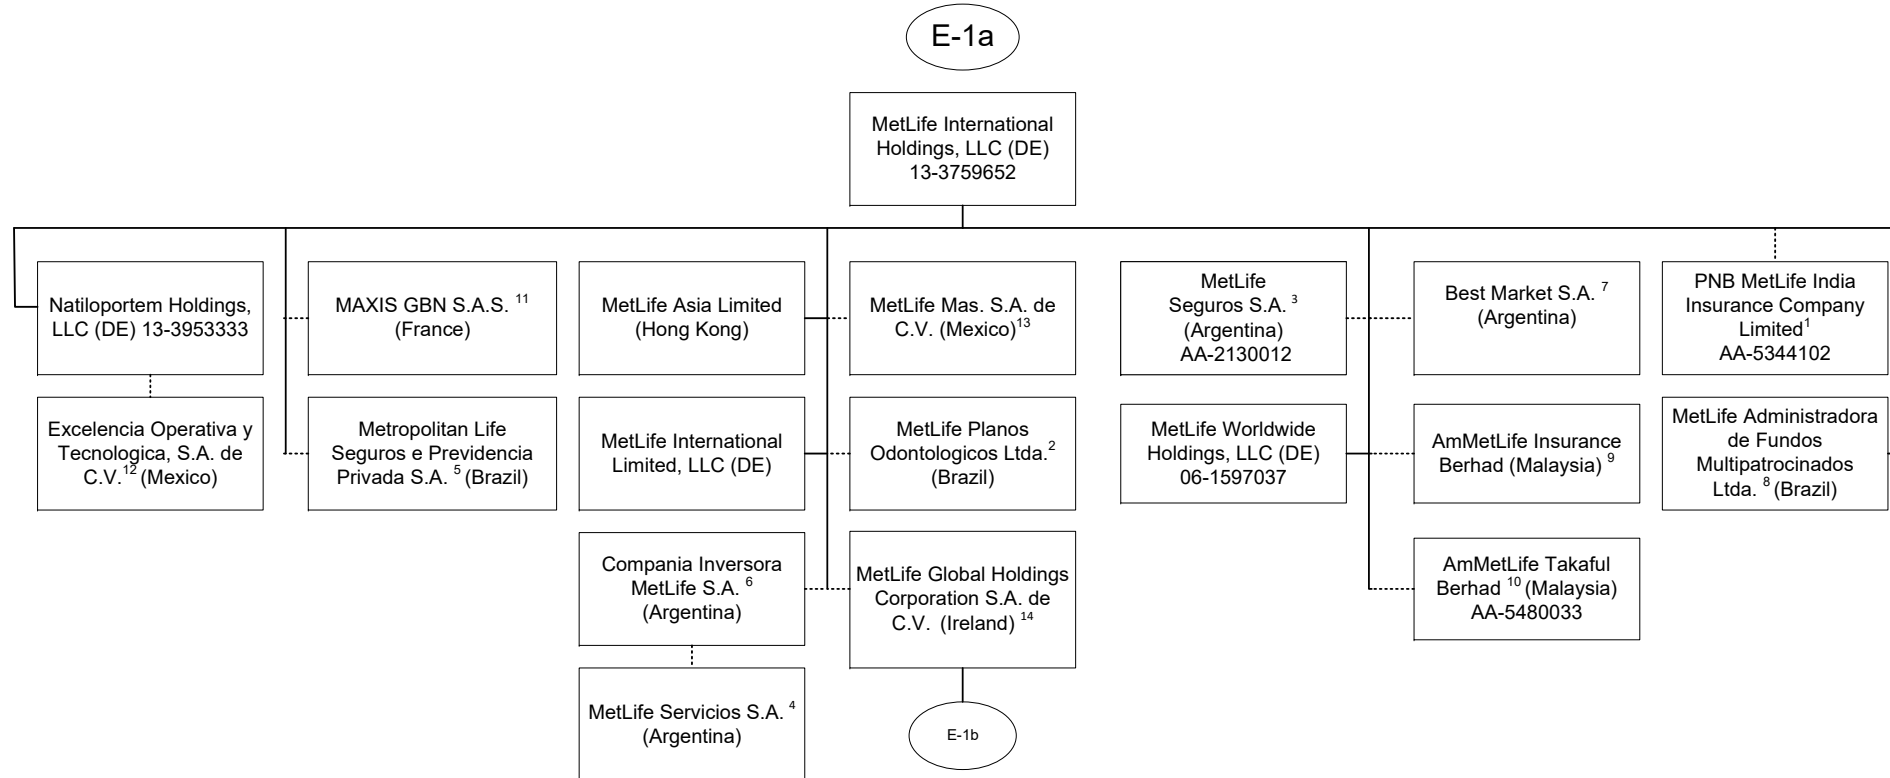 E-1a
MetLife International
Holdings, LLC (DE)
13-3759652
Natiloportem Holdings,
LLC (DE) 13-3953333
MAXIS GBN S.A.S. 11
(France)
MetLife Asia Limited
(Hong Kong)
MetLife Mas. S.A. de
C.V. (Mexico)13
MetLife
Seguros S.A. 3
(Argentina)
AA-2130012
Best Market S.A. 7
(Argentina)
PNB MetLife India
Insurance Company
Limited1
AA-5344102
Excelencia Operativa y
Tecnologica, S.A. de
C.V.12 (Mexico)
Metropolitan Life
Seguros e Previdencia
Privada S.A. 5 (Brazil)
MetLife International
Limited, LLC (DE)
MetLife Planos
Odontologicos Ltda.2
(Brazil)
MetLife Worldwide
Holdings, LLC (DE)
06-1597037
AmMetLife Insurance
Berhad (Malaysia) 9
MetLife Administradora
de Fundos
Multipatrocinados
Ltda. 8 (Brazil)
Compania Inversora
MetLife S.A. 6
(Argentina)
MetLife Global Holdings
Corporation S.A. de
C.V. (Ireland) 14
AmMetLife Takaful
Berhad 10 (Malaysia)
AA-5480033
MetLife Servicios S.A. 4
(Argentina)
E-1b